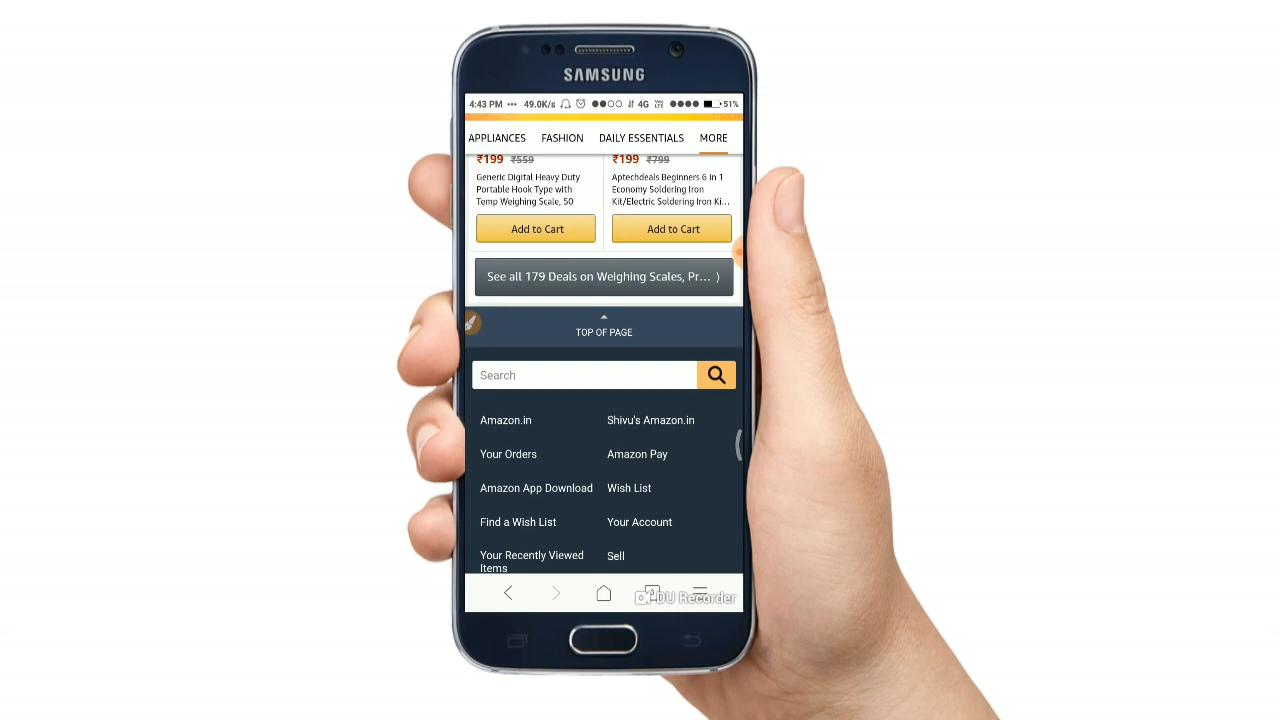 SAMSUNG
4:43 PM ••• 49.0K/s 4G 51%
APPLIANCES FASHION DAILY ESSENTIALS MORE
₹199 ₹559
Generic Digital Heavy Duty
Portable Hook Type with
Temp Weighing Scale, 50
Add to Cart
₹199 ₹799
Aptechdeals Beginners 6 in 1
Economy Soldering Iron
Kit/Electric Soldering Iron Ki...
Add to Cart
See all 179 Deals on Weighing Scales, Pr... ⟩
TOP OF PAGE
Search
Amazon.in Shivu's Amazon.in
Your Orders Amazon Pay
Amazon App Download Wish List
Find a Wish List Your Account
Your Recently Viewed
Items
Sell
DU Recorder